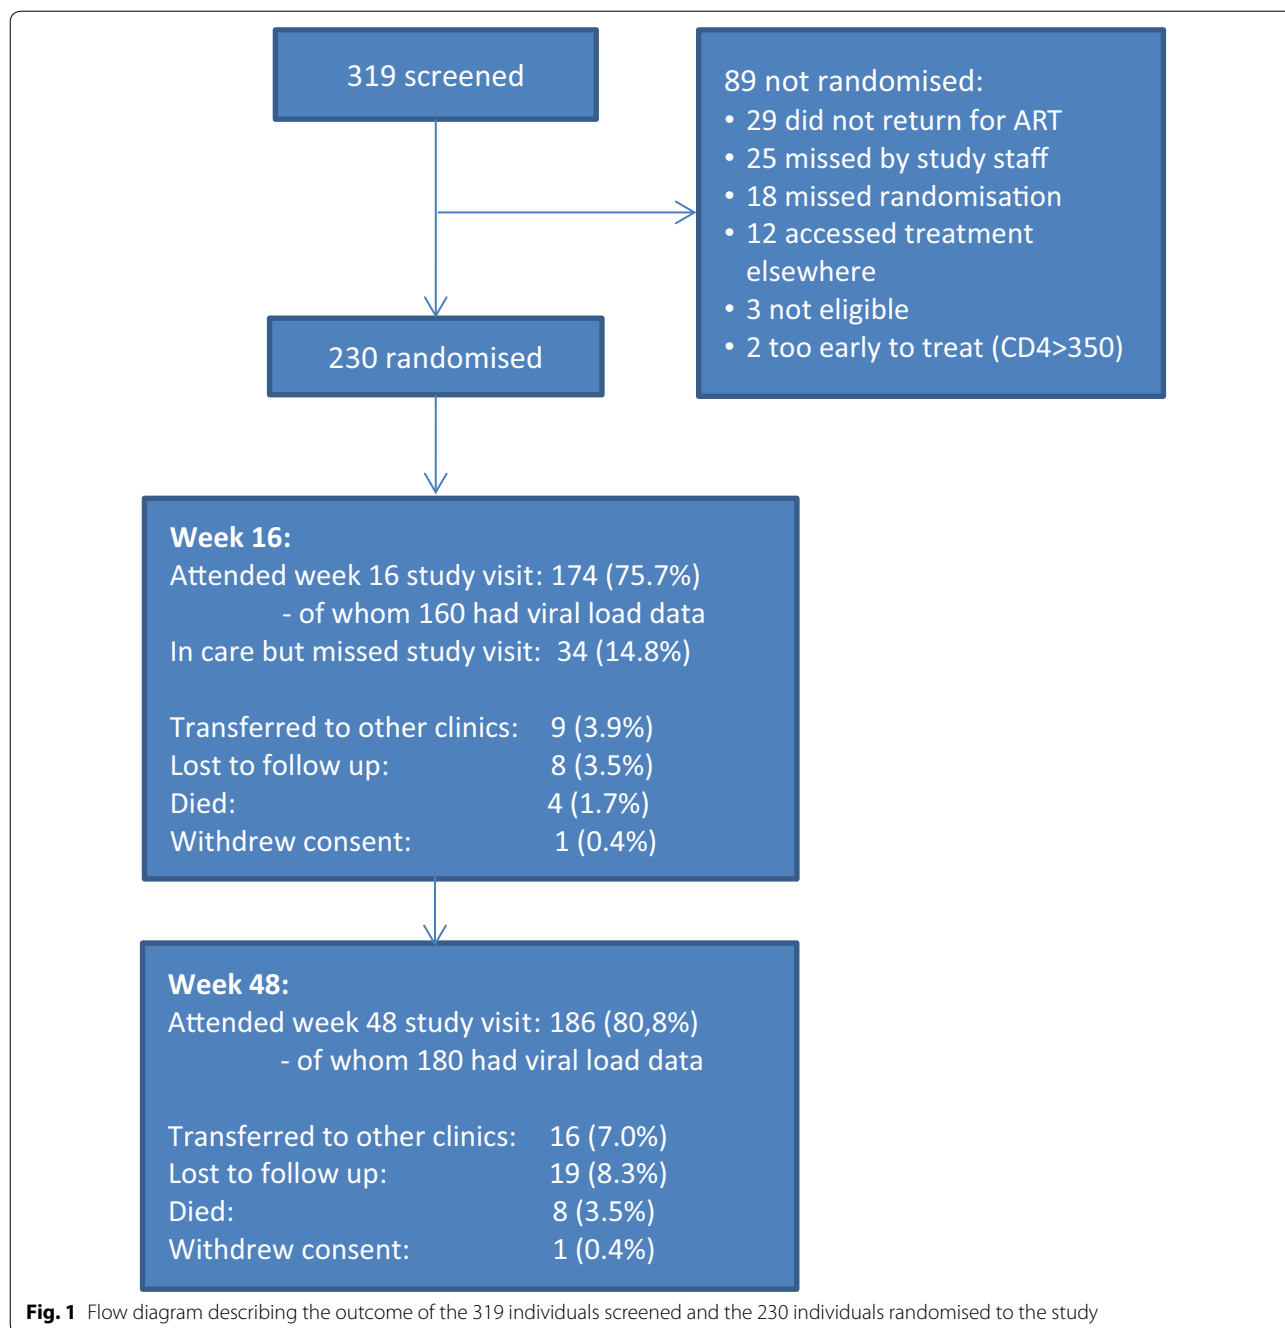 319 screened
89 not randomised:
• 29 did not return for ART
• 25 missed by study staff
• 18 missed randomisation
• 12 accessed treatment
elsewhere
• 3 not eligible
• 2 too early to treat (CD4>350)
230 randomised
Week 16:
Attended week 16 study visit: 174 (75.7%)
- of whom 160 had viral load data
In care but missed study visit: 34 (14.8%)
Transferred to other clinics: 9 (3.9%)
Lost to follow up: 8 (3.5%)
Died: 4 (1.7%)
Withdrew consent: 1 (0.4%)
Week 48:
Attended week 48 study visit: 186 (80,8%)
- of whom 180 had viral load data
Transferred to other clinics: 16 (7.0%)
Lost to follow up: 19 (8.3%)
Died: 8 (3.5%)
Withdrew consent: 1 (0.4%)
Fig. 1 Flow diagram describing the outcome of the 319 individuals screened and the 230 individuals randomised to the study